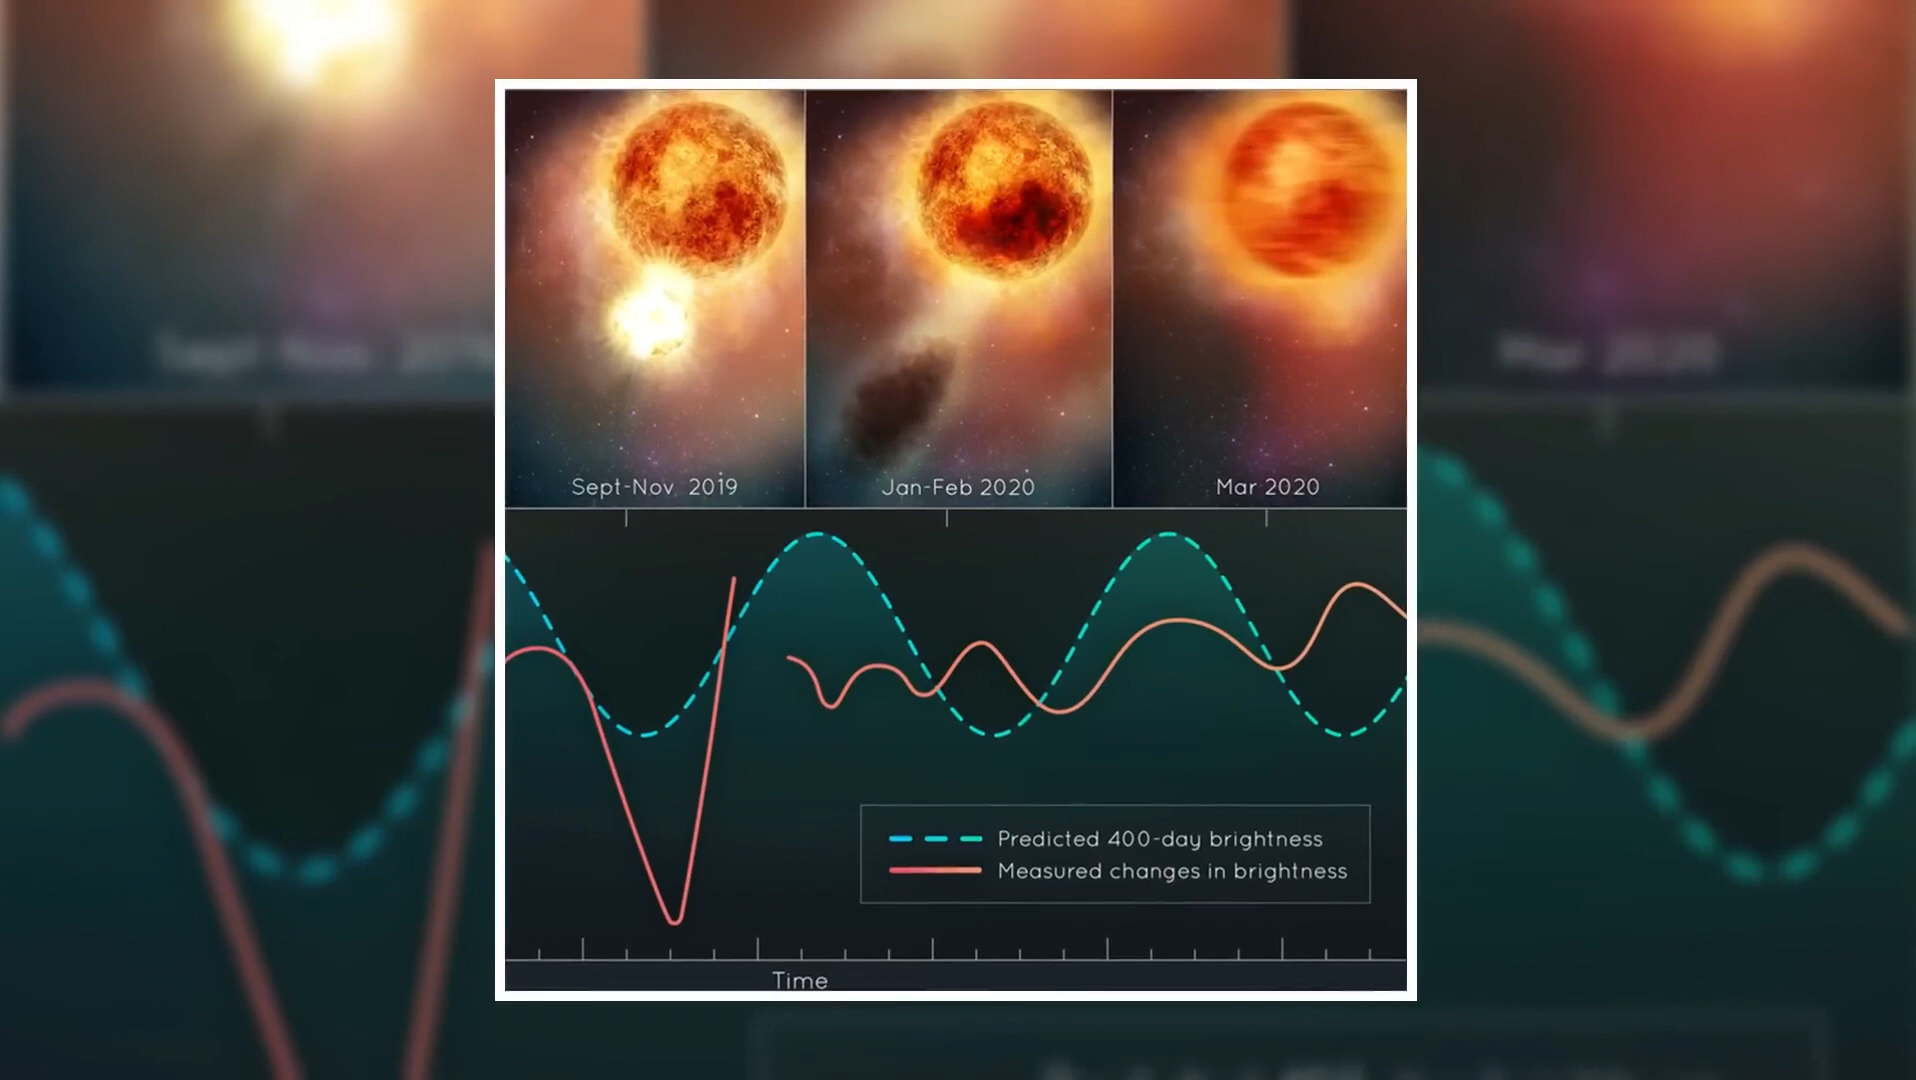 Sept-Nov 2019
Jan-Feb 2020
Mar 2020
Predicted 400-day brightness
Measured changes in brightness
Time